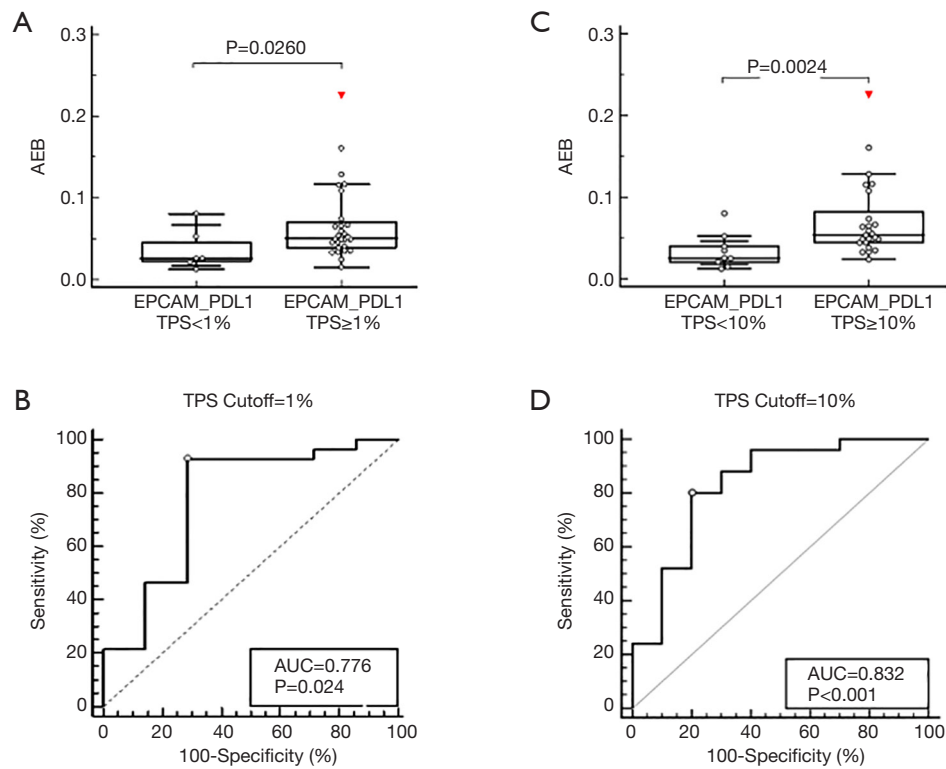 A
0.3
0.2
0.1
0.0
AEB
P=0.0260
EPCAM_PDL1
TPS<1%
EPCAM_PDL1
TPS≥1%
C
0.3
0.2
0.1
0.0
AEB
P=0.0024
EPCAM_PDL1
TPS<10%
EPCAM_PDL1
TPS≥10%
B
TPS Cutoff=1%
100
80
60
40
20
0
Sensitivity (%)
AUC=0.776
P=0.024
0 20 40 60 80 100
100-Specificity (%)
D
TPS Cutoff=10%
100
80
60
40
20
0
Sensitivity (%)
AUC=0.832
P<0.001
0 20 40 60 80 100
100-Specificity (%)